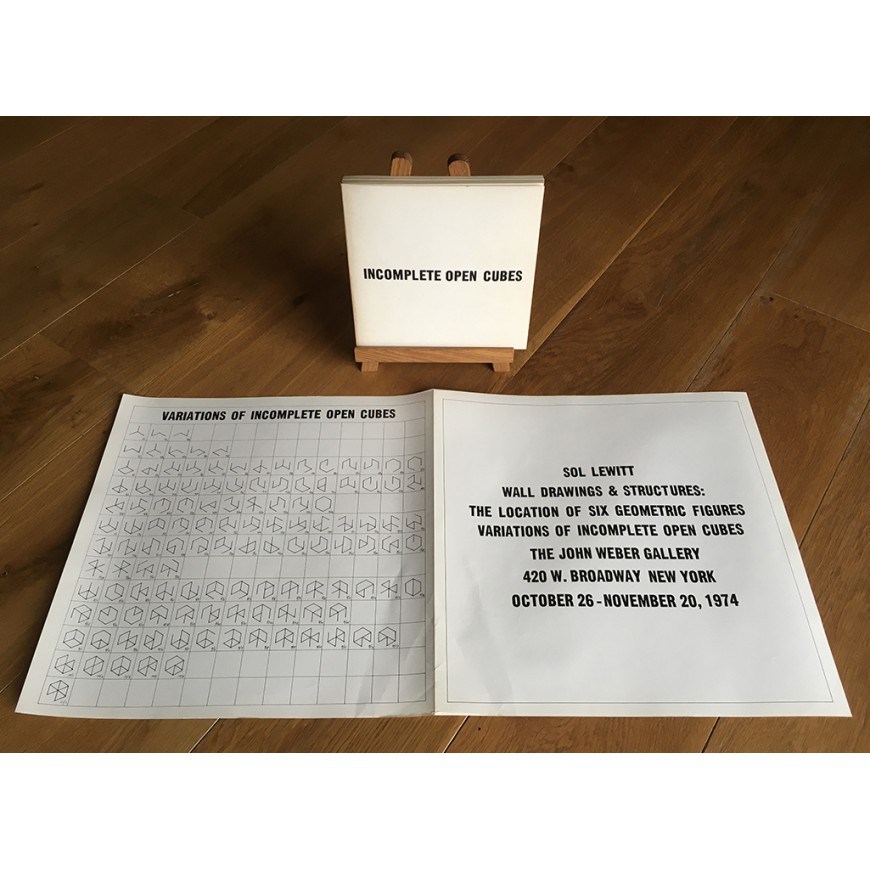 INCOMPLETE OPEN CUBES
VARIATIONS OF INCOMPLETE OPEN CUBES
SOL LEWITT
WALL DRAWINGS & STRUCTURES:
THE LOCATION OF SIX GEOMETRIC FIGURES
VARIATIONS OF INCOMPLETE OPEN CUBES
THE JOHN WEBER GALLERY
420 W. BROADWAY NEW YORK
OCTOBER 26 - NOVEMBER 20, 1974